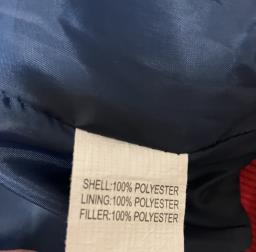 SHELL:100% POLYESTER
LINING:100% POLYESTER
FILLER:100% POLYESTER